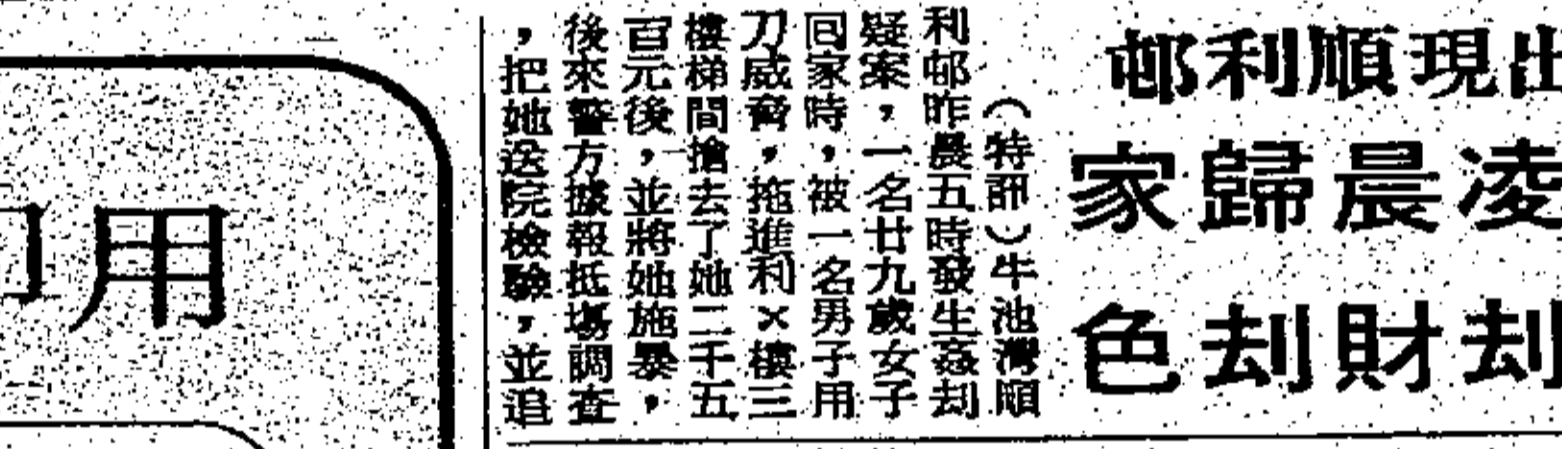 出現順利邨
凌晨歸家
刦財刦色
（特訊）牛池灣順
利邨昨晨五時發生姦刦
疑案，一名廿九歲女子
囘家時，被一名男子用
刀威脅，拖進利×樓三
樓梯間搶去了她二千五
百元後，並將她施暴，
後來警方據報抵場調查
，把她送院檢驗，並追
用